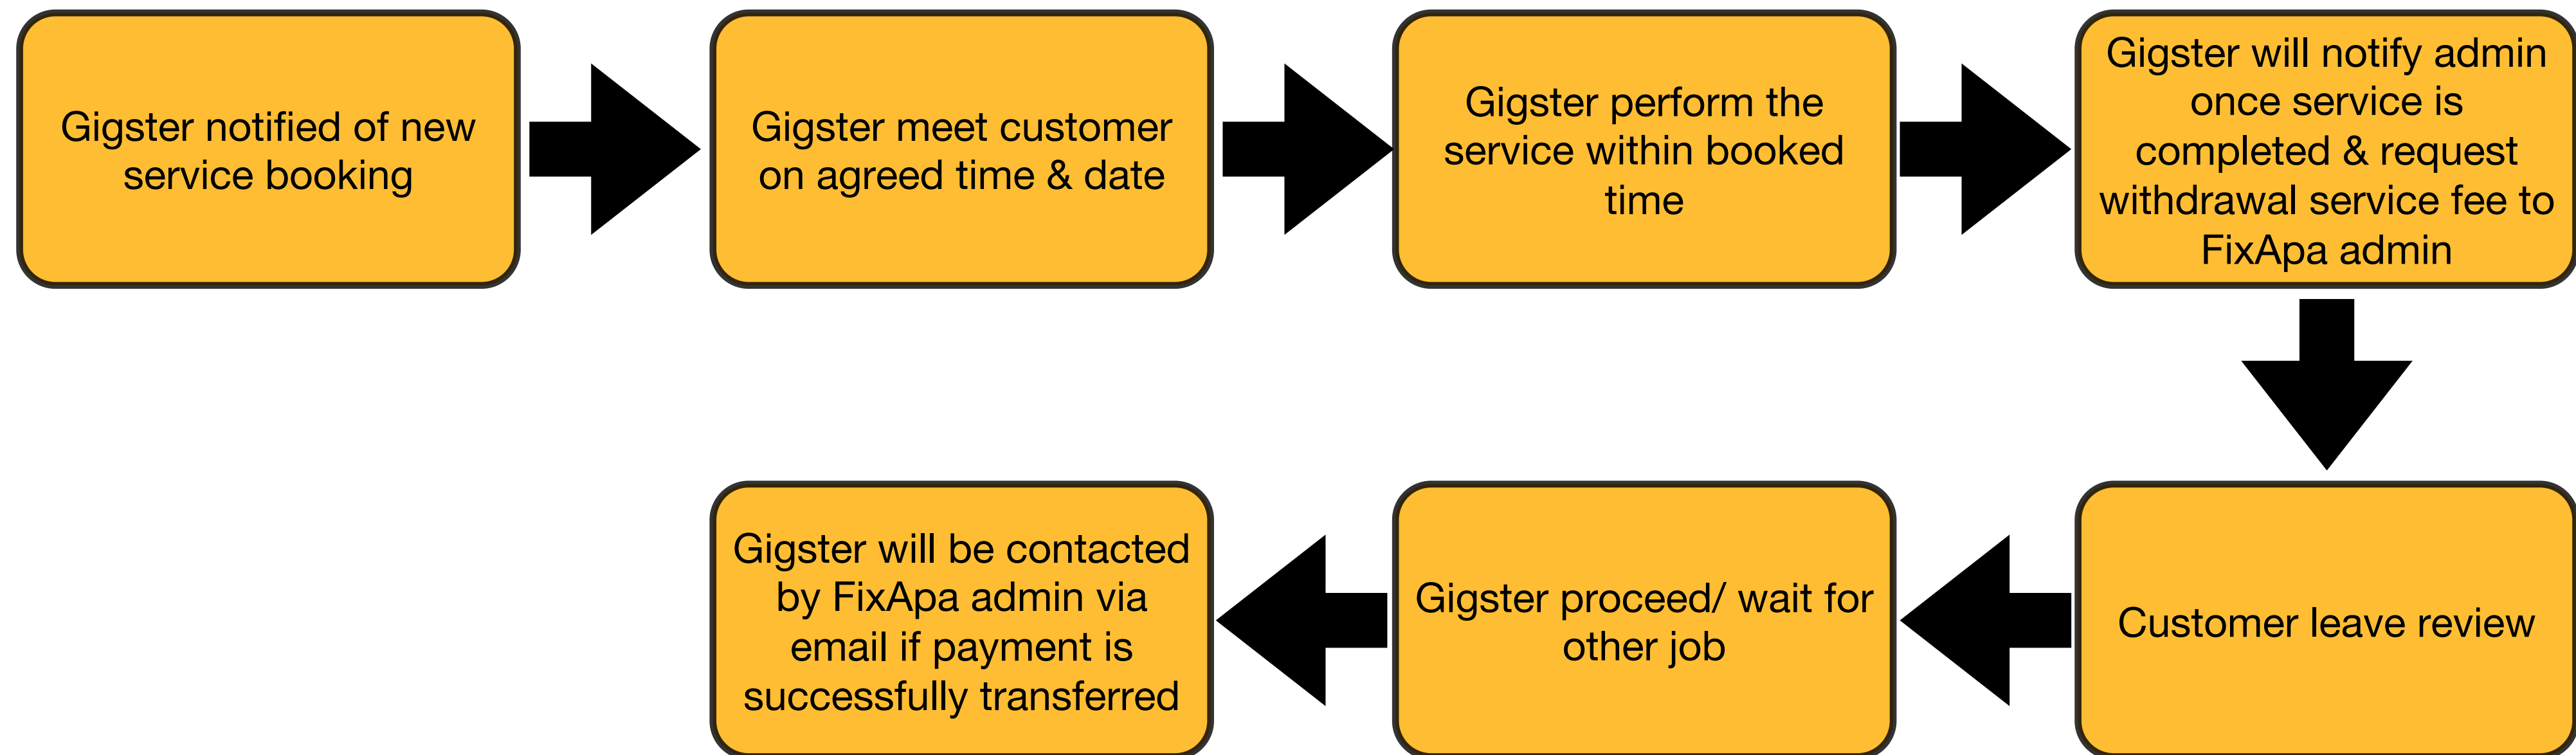 Gigster notified of new
service booking
Gigster meet customer
on agreed time & date
Gigster perform the
service within booked
time
Gigster will notify admin
once service is
completed & request
withdrawal service fee to
FixApa admin
Customer leave review
Gigster proceed/ wait for
other job
Gigster will be contacted
by FixApa admin via
email if payment is
successfully transferred